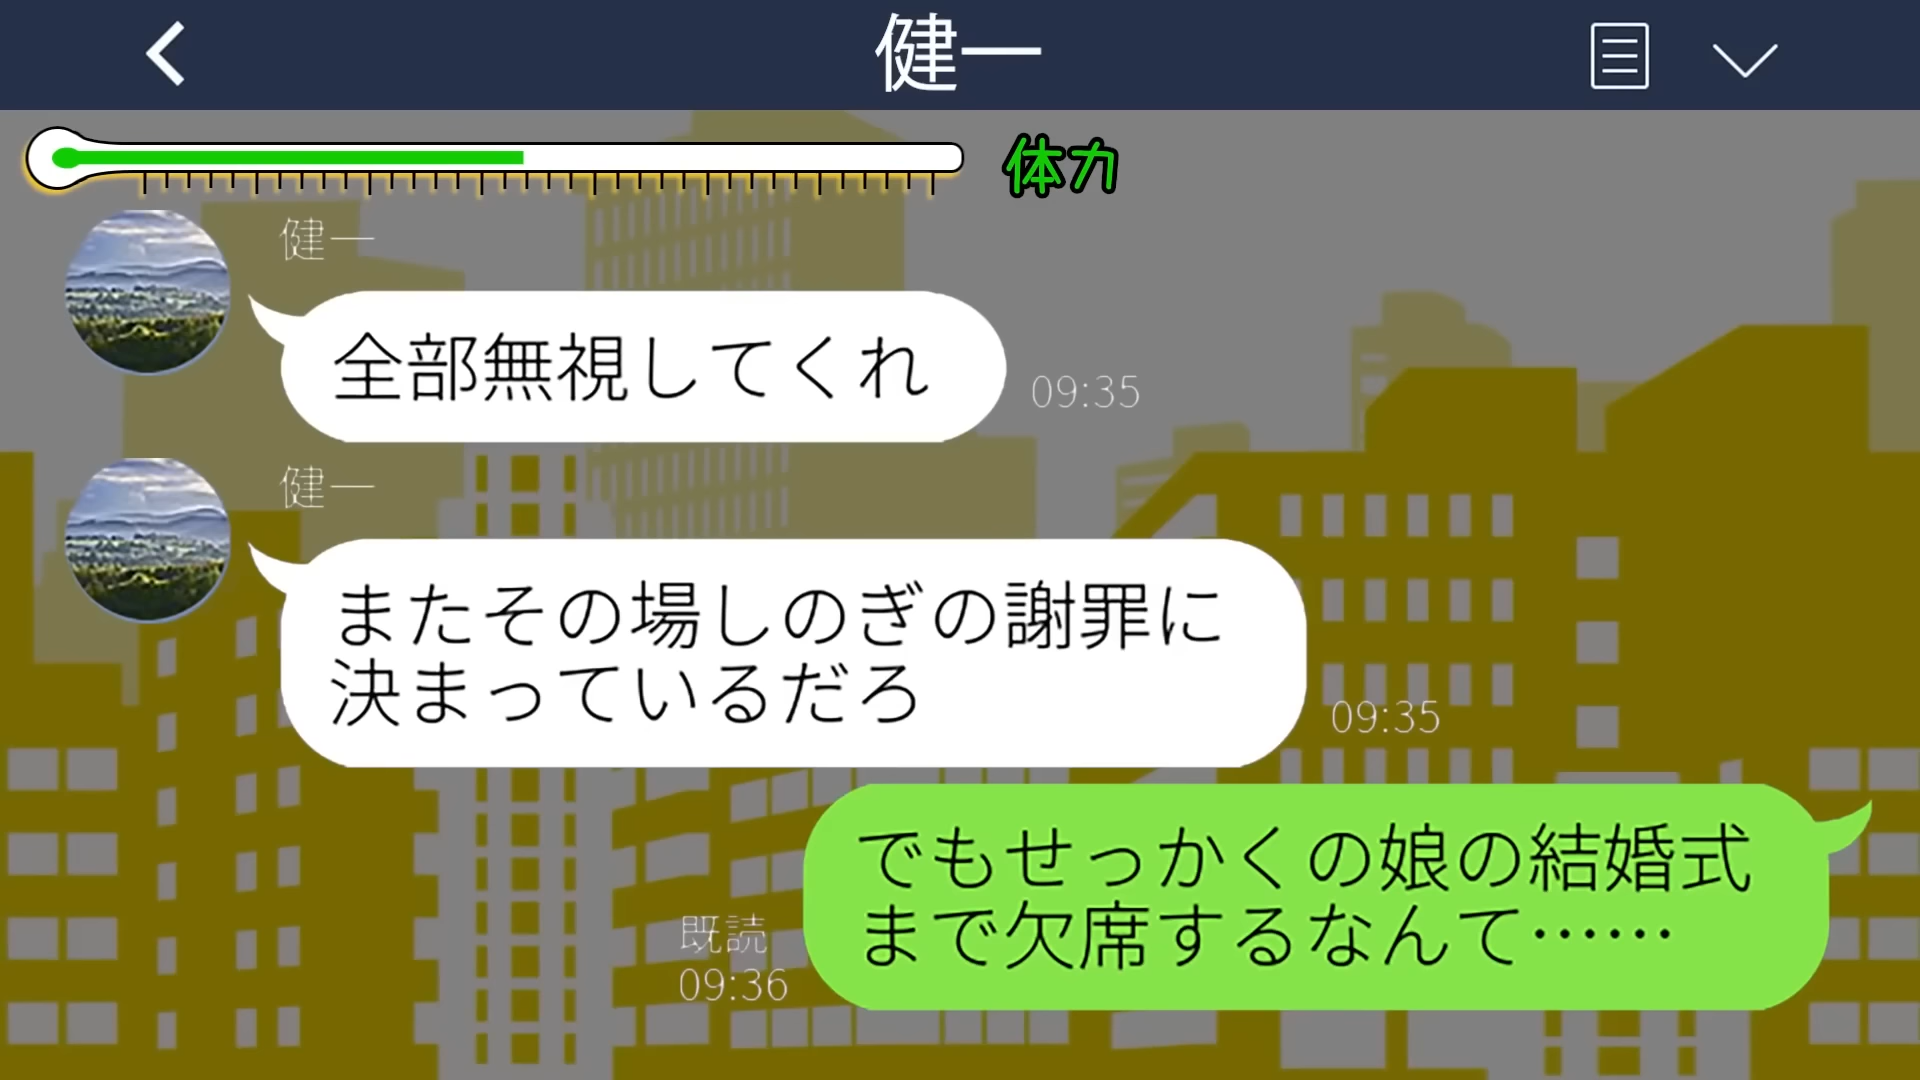 健一
体力
健一
全部無視してくれ
09:35
健一
またその場しのぎの謝罪に
決まっているだろ
09:35
でもせっかくの娘の結婚式
まで欠席するなんて……
既読
09:36